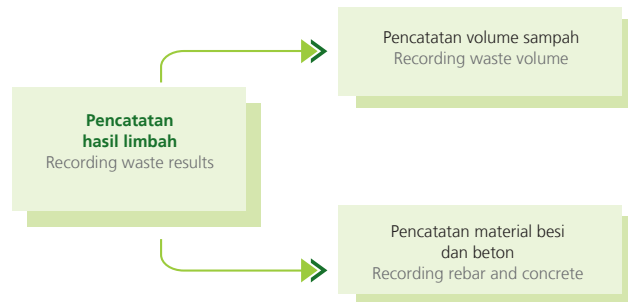 Pencatatan
hasil limbah
Recording waste results
Pencatatan volume sampah
Recording waste volume
Pencatatan material besi
dan beton
Recording rebar and concrete